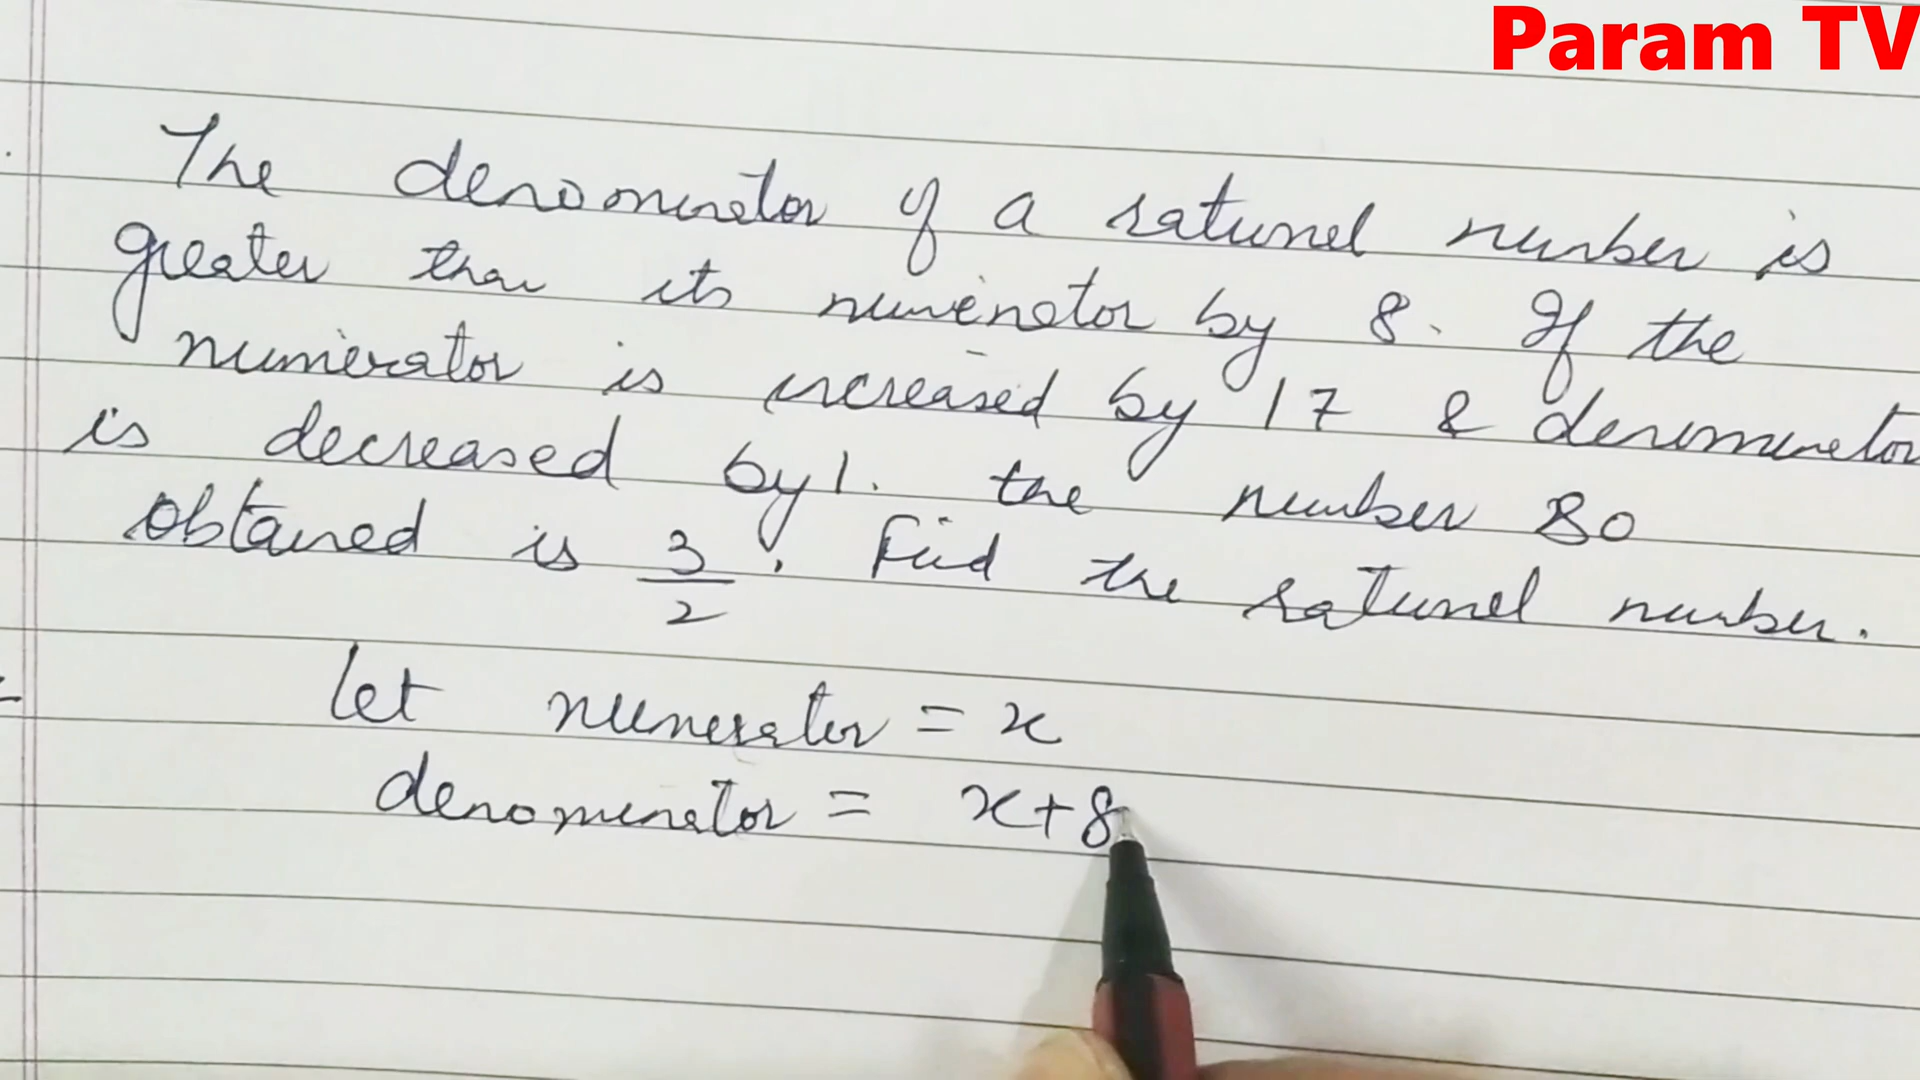 Param TV
The denominator of a rational number is
greater than its numerator by 8. If the
numerator is increased by 17 & denominator
is decreased by 1. the number so
obtained is 3/2. Find the rational number.
Let numerator = x
denominator = x+8